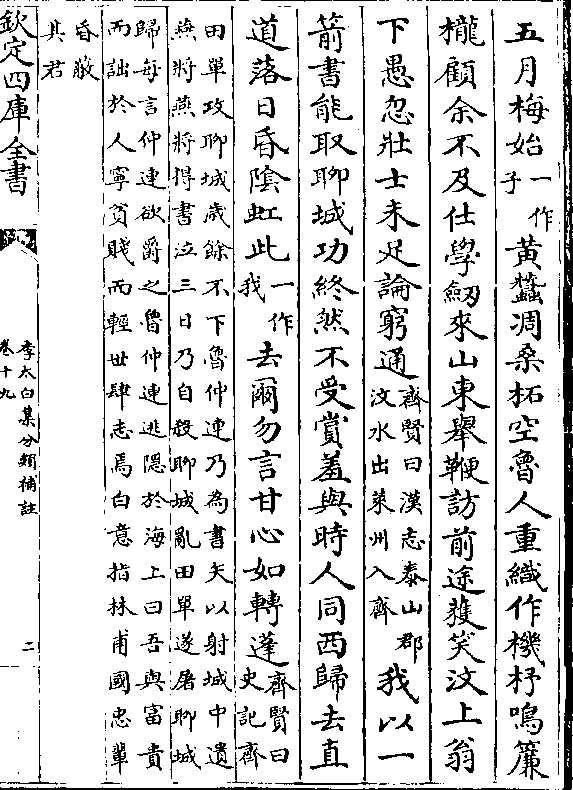 五月梅始一作子黃蠶凋桑柘空魯人重織作機杼鳴簾
櫳顧余不及仕學劒來山東舉鞭訪前途獲笑汶上翁
下愚忽壯士未足論窮通齊賢曰漢志泰山郡汶水出萊州入齊我以一
箭書能取聊城功終然不受賞羞與時人同西歸去直
道落日昏陰虹此一作我去爾勿言甘心如轉蓬齊賢曰史記齊
田單攻聊城歲餘不下魯仲連乃為書矢以射城中遺
燕將燕將得書泣三日乃自殺聊城亂田單遂屠聊城
歸每言仲連欲爵之魯仲連逃隱於海上曰吾與富貴
而詘於人寧貧賤而輕世肆志焉白意指林甫國忠輩
昏蔽
其君
欽定四庫全書
李太白集分類補註
卷十九
二